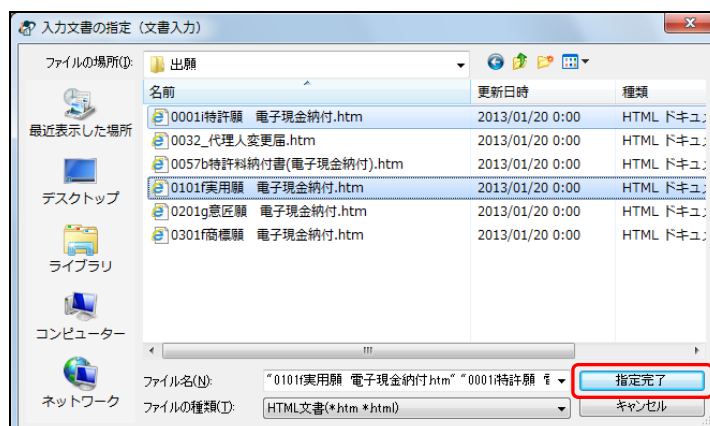 入力文書の指定（文書入力）
ファイルの場所(I):
出願
名前 更新日時 種類
0001i特許願　電子現金納付.htm 2013/01/20 0:00 HTML ドキュ
0032_代理人変更届.htm 2013/01/20 0:00 HTML ドキュ
0057b特許料納付書(電子現金納付).htm 2013/01/20 0:00 HTML ドキュ
0101f実用願　電子現金納付.htm 2013/01/20 0:00 HTML ドキュ
0201g意匠願　電子現金納付.htm 2013/01/20 0:00 HTML ドキュ
0301f商標願　電子現金納付.htm 2013/01/20 0:00 HTML ドキュ
最近表示した場所
デスクトップ
ライブラリ
コンピューター
ネットワーク
ファイル名(N): "0101f実用願　電子現金納付.htm" "0001i特許願 指定完了
ファイルの種類(T): HTML文書(*htm *html) キャンセル